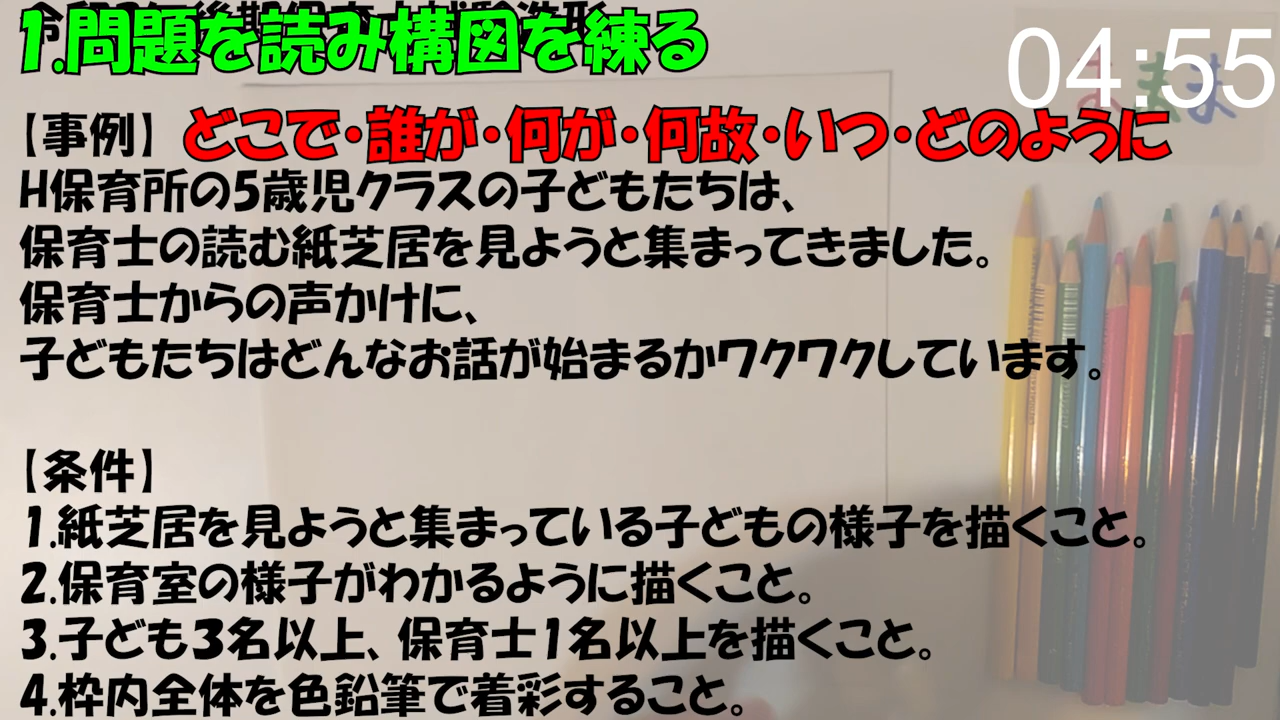 1.問題を読み構図を練る
04:55
【事例】どこで・誰が・何が・何故・いつ・どのように
H保育所の5歳児クラスの子どもたちは、
保育士の読む紙芝居を見ようと集まってきました。
保育士からの声かけに、
子どもたちはどんなお話が始まるかワクワクしています。
【条件】
1.紙芝居を見ようと集まっている子どもの様子を描くこと。
2.保育室の様子がわかるように描くこと。
3.子ども3名以上、保育士1名以上を描くこと。
4.枠内全体を色鉛筆で着彩すること。